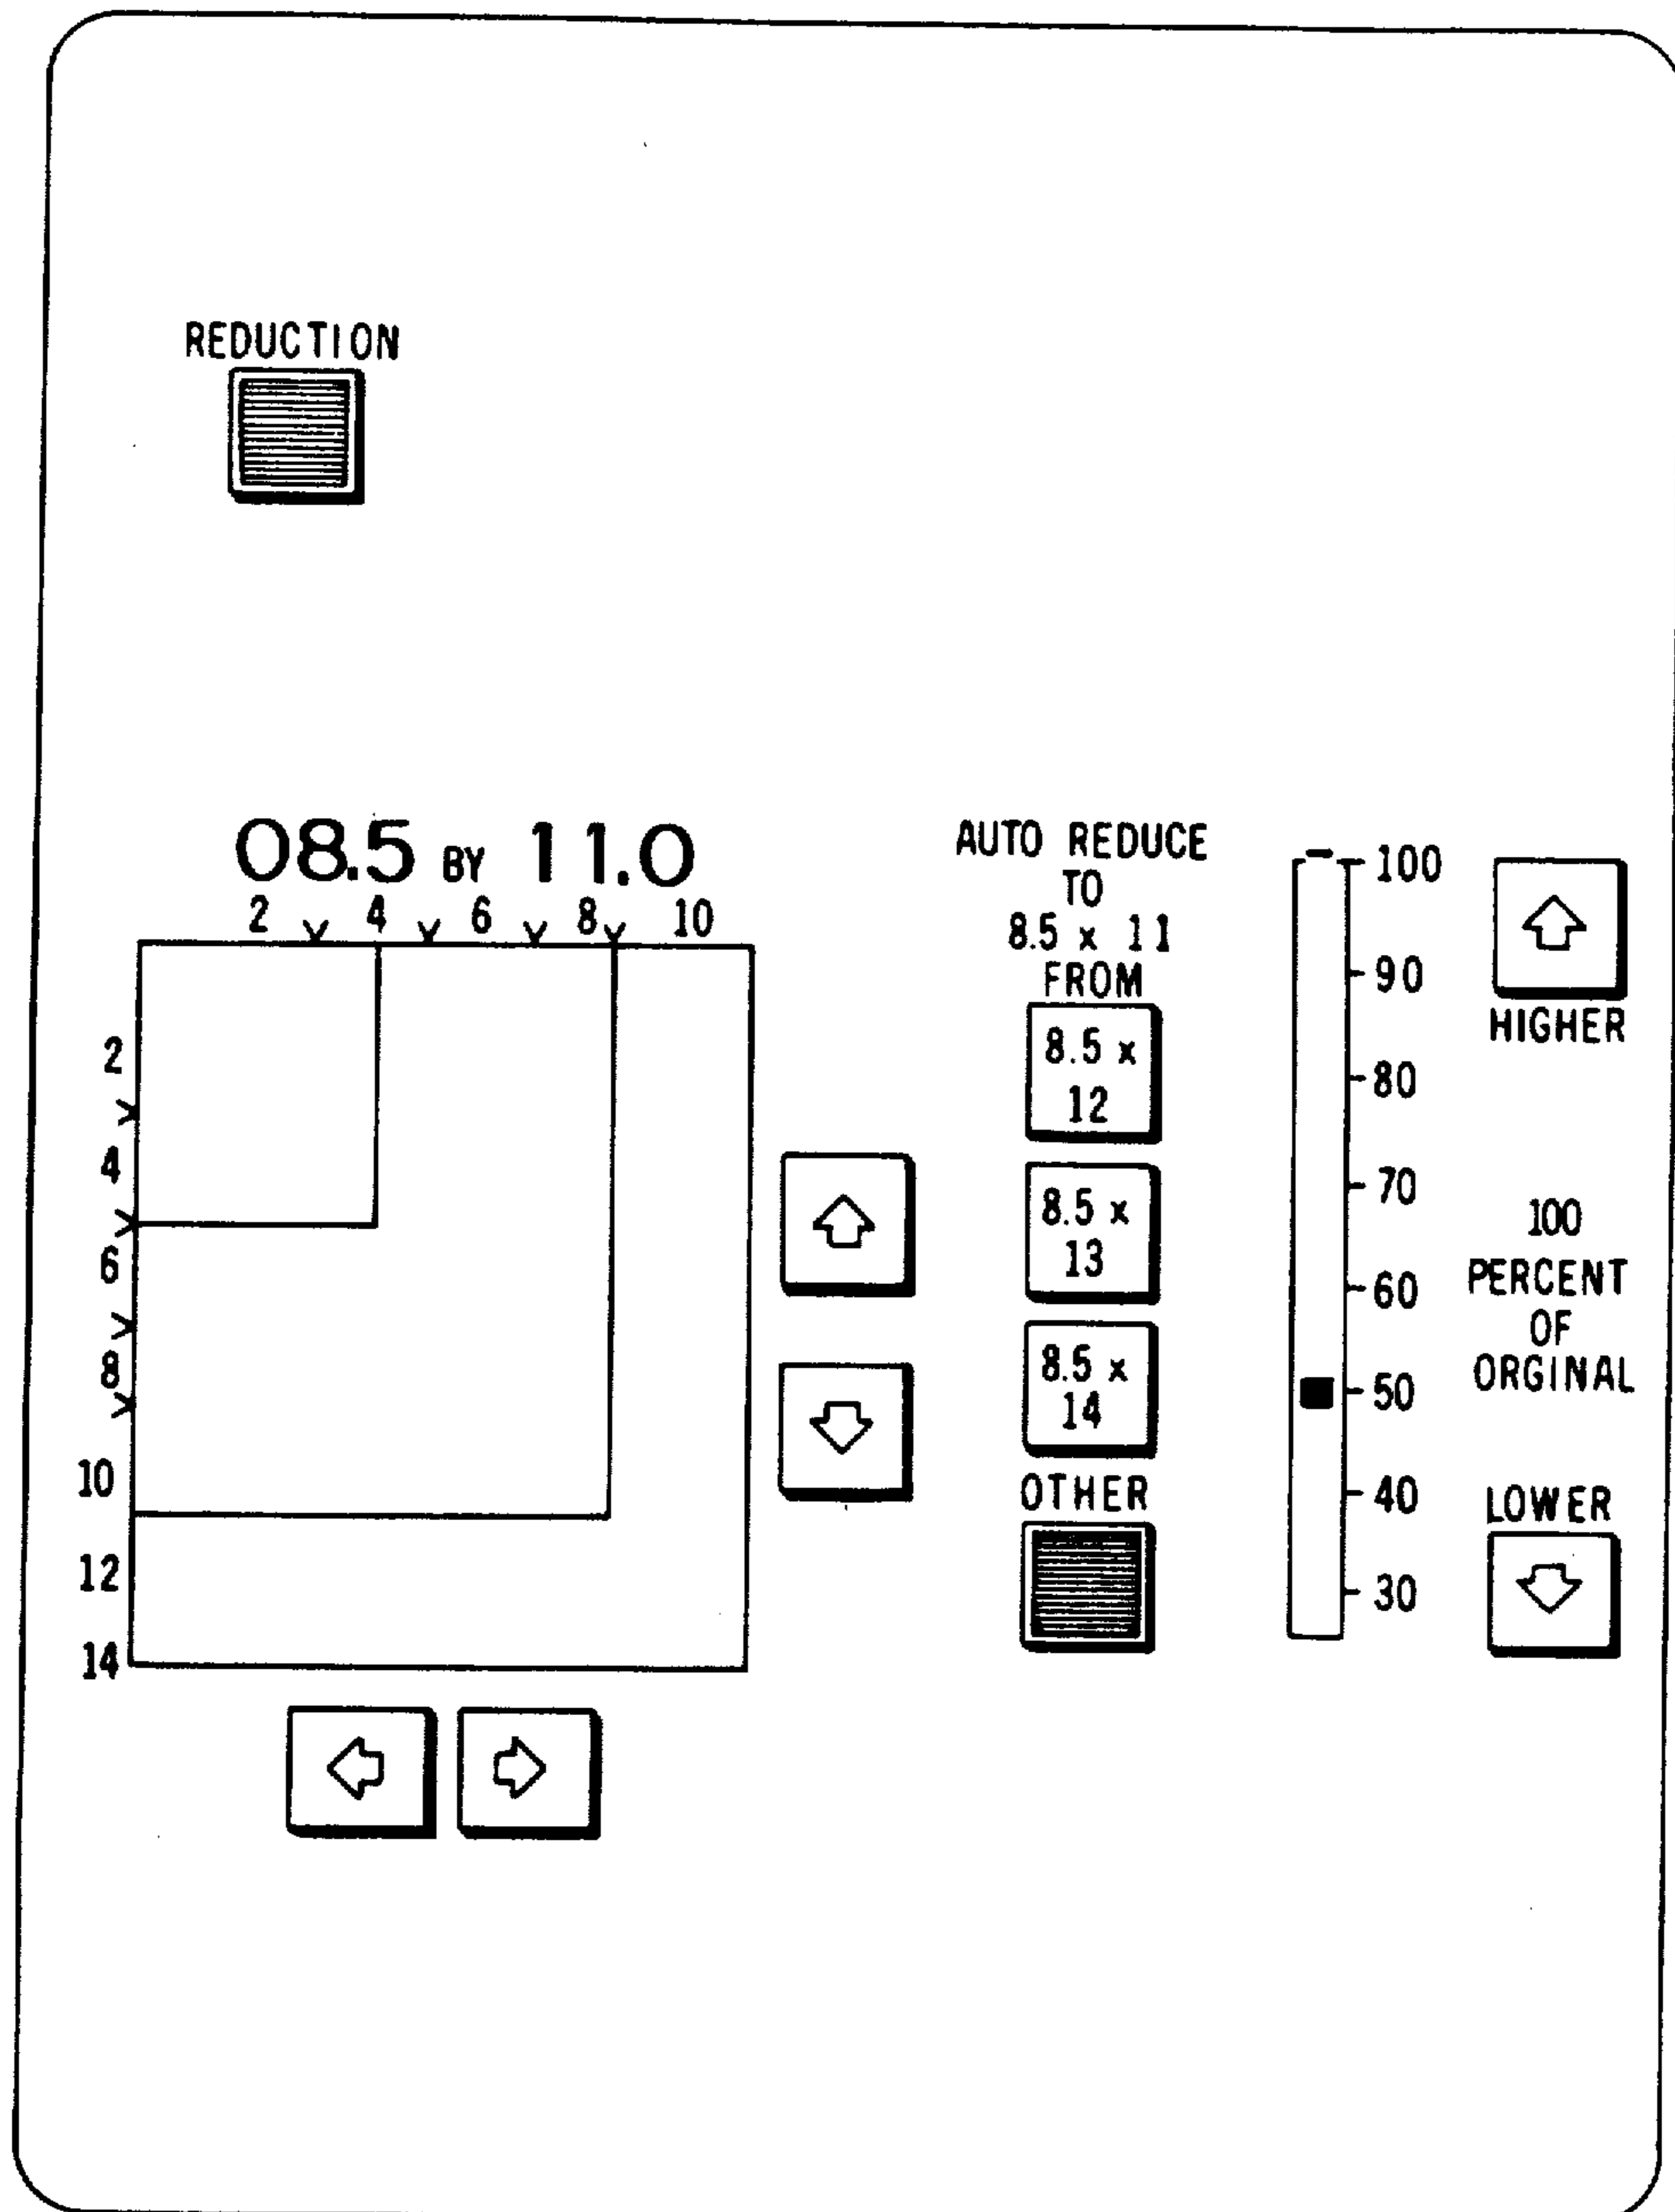 REDUCTION
08.5 BY 11.0
2 4 6 8 10
2
4
6
8
10
12
14
AUTO REDUCE
TO
8.5 x 11
FROM
8.5 x
12
8.5 x
13
8.5 x
14
OTHER
100
90
80
70
60
50
40
30
HIGHER
100
PERCENT
OF
ORGINAL
LOWER